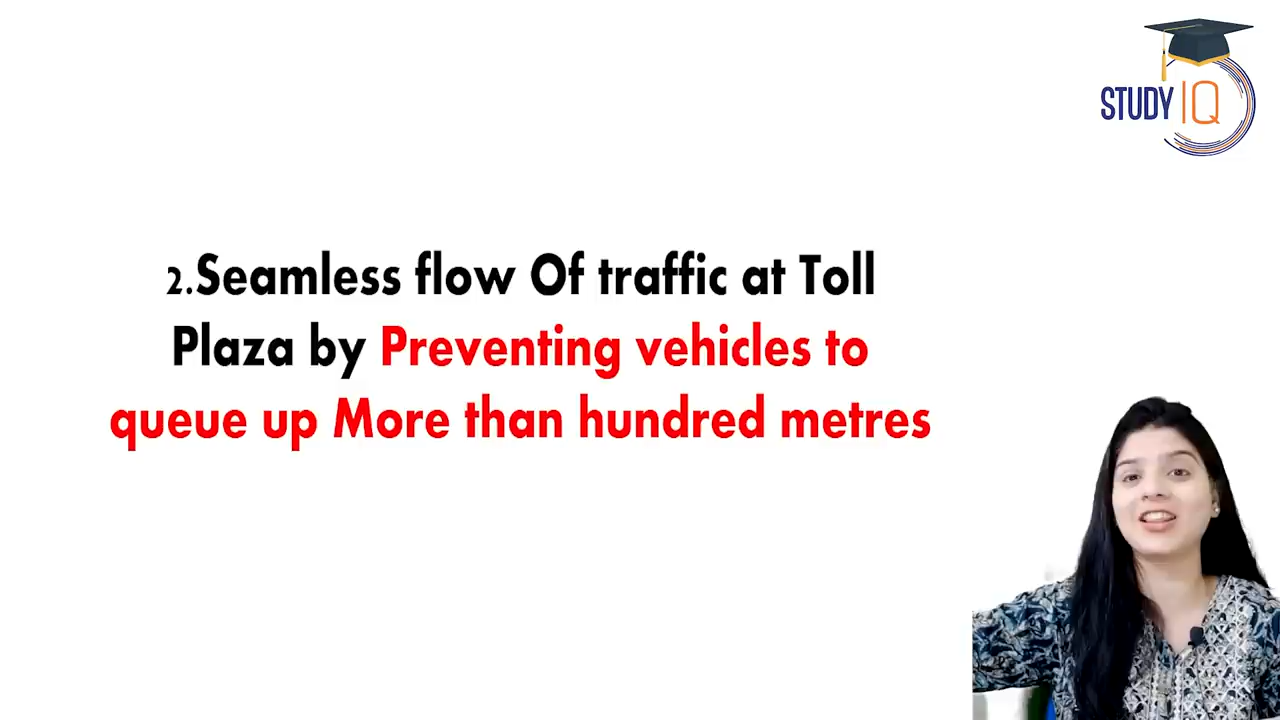 STUDY IQ
2.Seamless flow Of traffic at Toll
Plaza by Preventing vehicles to
queue up More than hundred metres